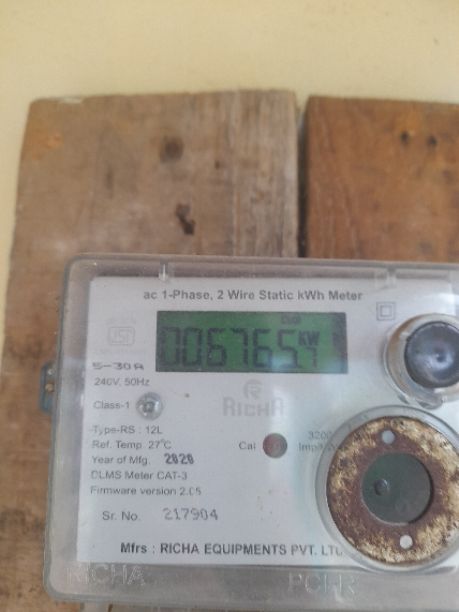 ac 1-Phase, 2 Wire Static kWh Meter
KW
5-30A
240V, 50Hz
Class-1
RICHA
Type-RS : 12L
Ref. Temp. 27°C
Cal
3200
Year of Mfg. 2020
DLMS Meter CAT-3
Firmware version 2.05
Sr. No. 217904
Mfrs : RICHA EQUIPMENTS PVT. LTD
RICHA